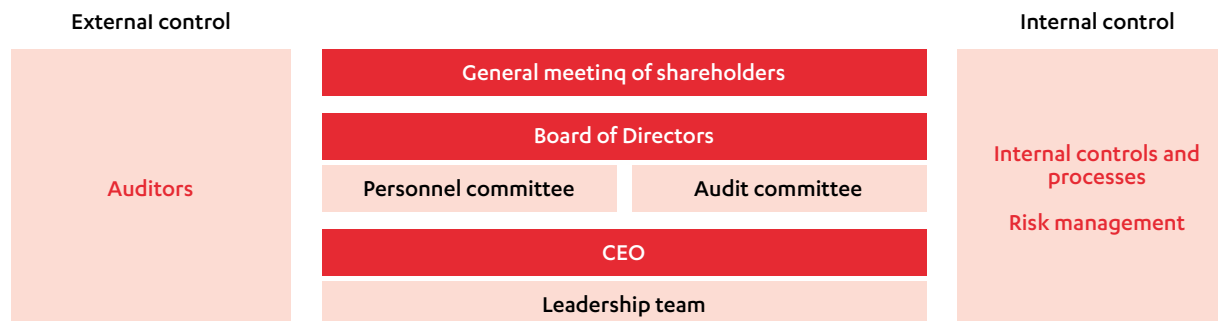 External control
Internal control
General meeting of shareholders
Board of Directors
Auditors
Personnel committee
Audit committee
Internal controls and
processes
Risk management
CEO
Leadership team